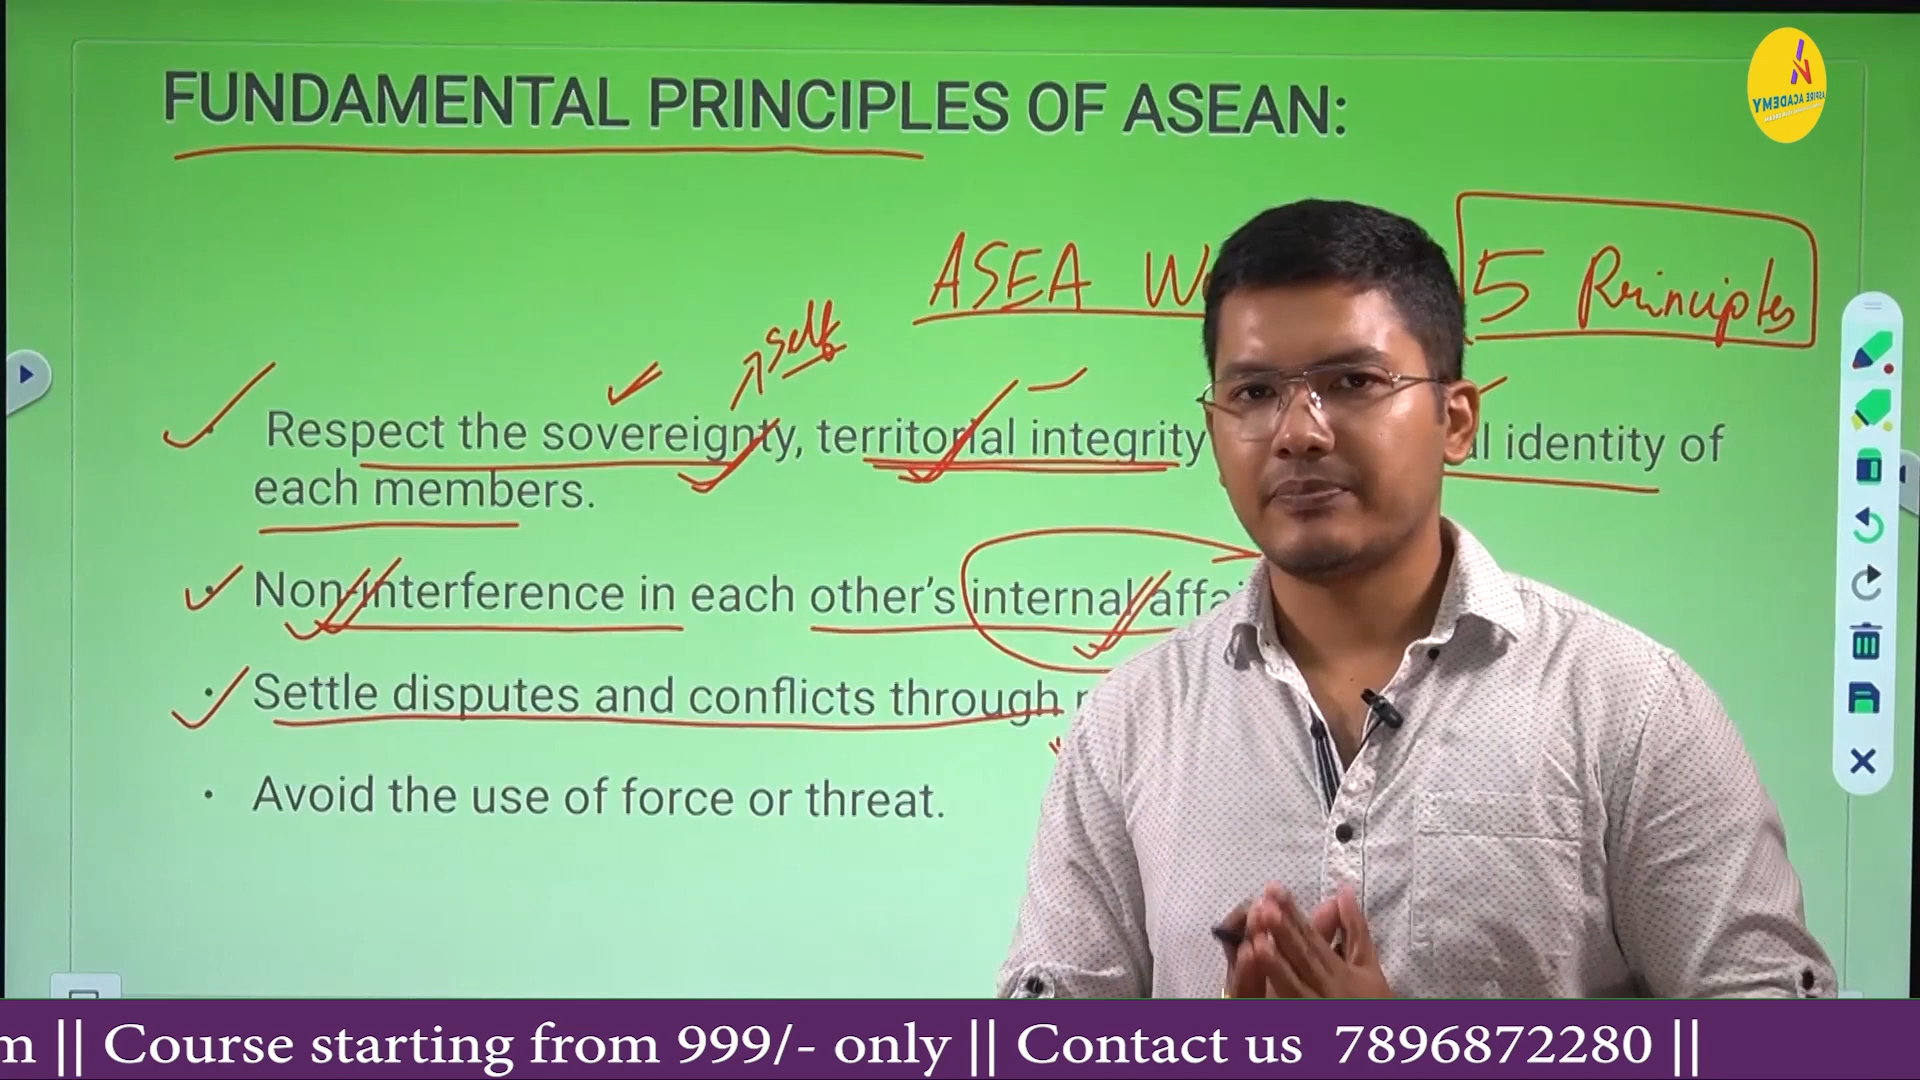 FUNDAMENTAL PRINCIPLES OF ASEAN:
ASPIRE ACADEMY
ASEA
5 Principles
self
Respect the sovereignty, territorial integrity identity of
each members.
Non-interference in each other's internal
Settle disputes and conflicts through
Avoid the use of force or threat.
m || Course starting from 999/- only || Contact us 7896872280 ||